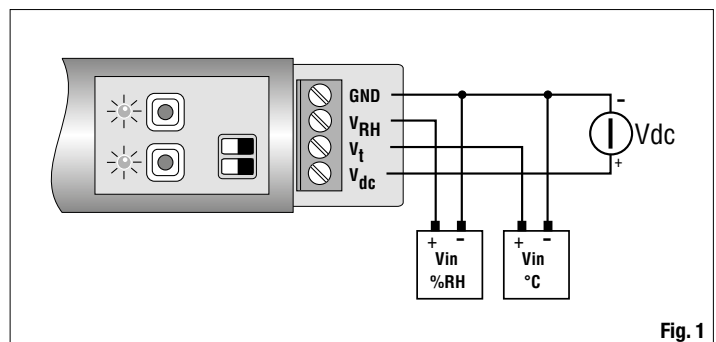 GND
VRH
Vt
Vdc
-
Vdc
+
+ -
Vin
%RH
+ -
Vin
°C
Fig. 1